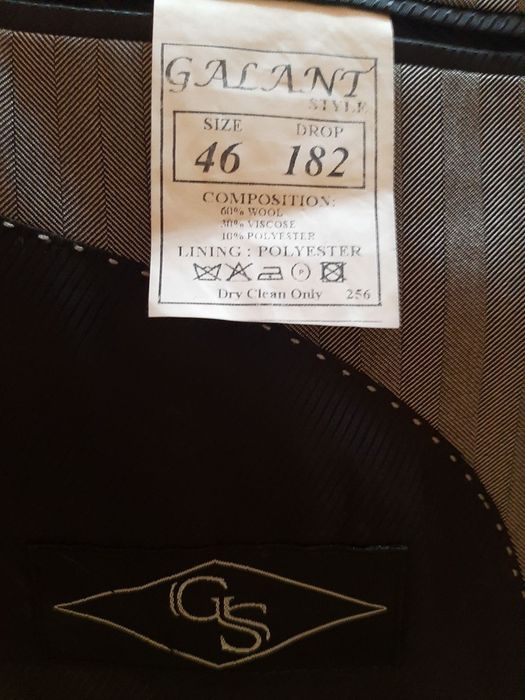 GALANT
STYLE
SIZE DROP
46 182
COMPOSITION:
60% WOOL
30% VISCOSE
10% POLYESTER
LINING : POLYESTER
P
Dry Clean Only 256
GS